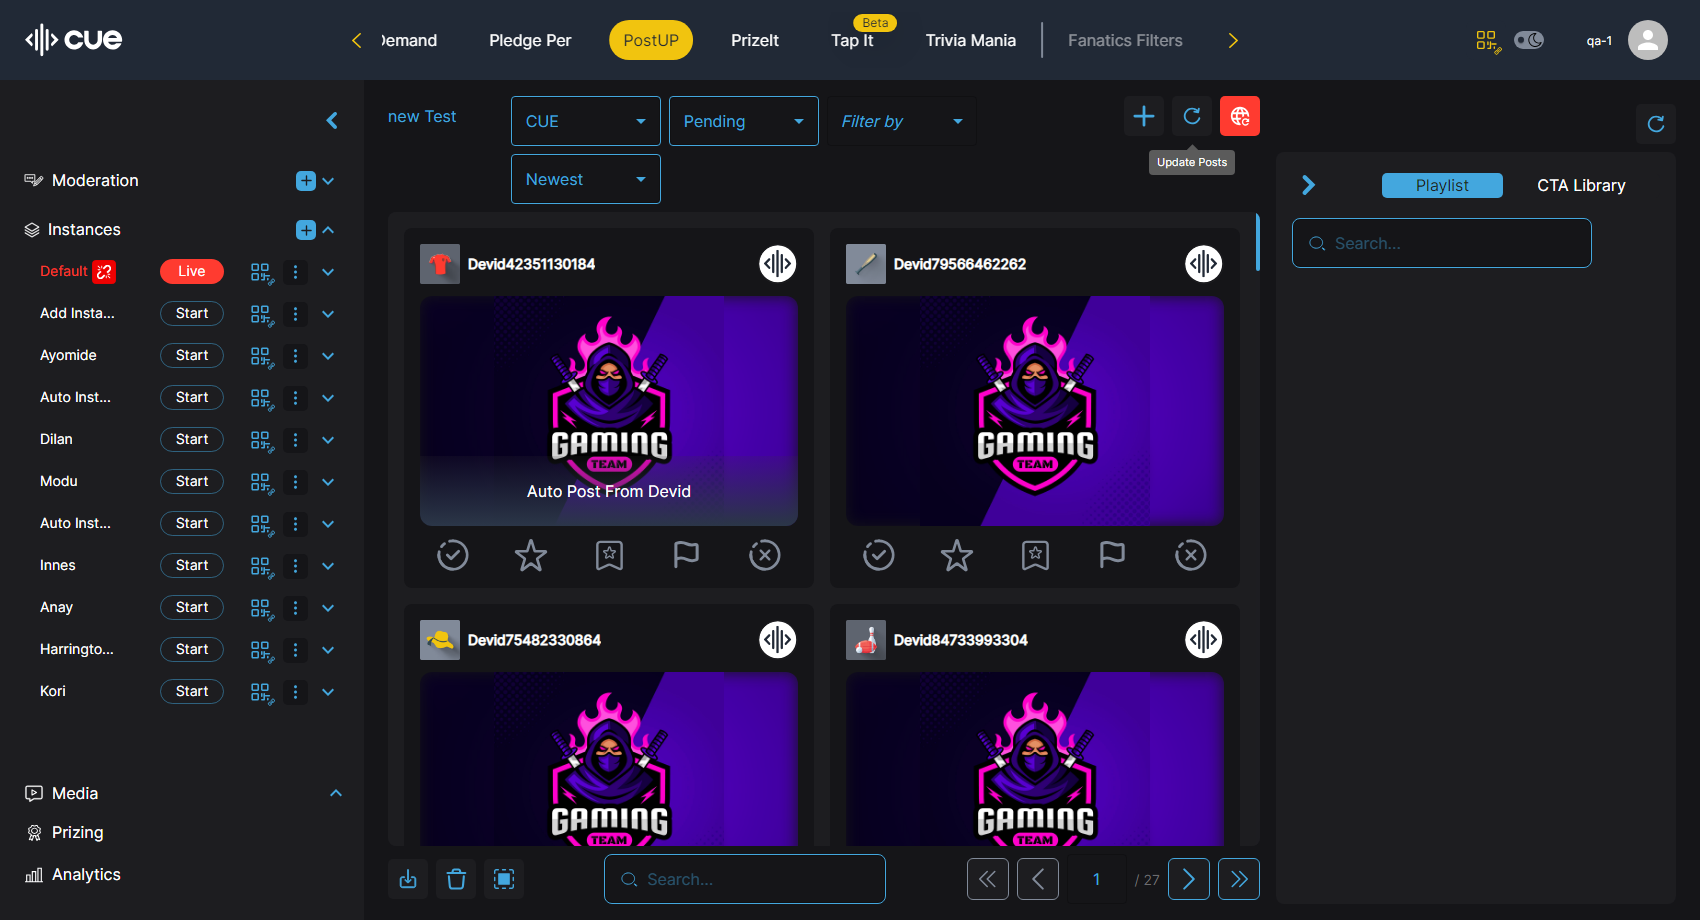 cue
Demand
Pledge Per
PostUP
PrizeIt
Beta
Tap It
Trivia Mania
Fanatics Filters
qa-1
new Test
CUE
Pending
Filter by
Newest
Update Posts
Moderation
Instances
Default
Live
Add Insta...
Start
Ayomide
Start
Auto Inst...
Start
Dilan
Start
Modu
Start
Auto Inst...
Start
Innes
Start
Anay
Start
Harringto...
Start
Kori
Start
Media
Prizing
Analytics
Devid42351130184
GAMING
TEAM
Auto Post From Devid
Devid79566462262
GAMING
TEAM
Devid75482330864
GAMING
TEAM
Devid84733993304
GAMING
TEAM
Search...
1
/ 27
Playlist
CTA Library
Search...